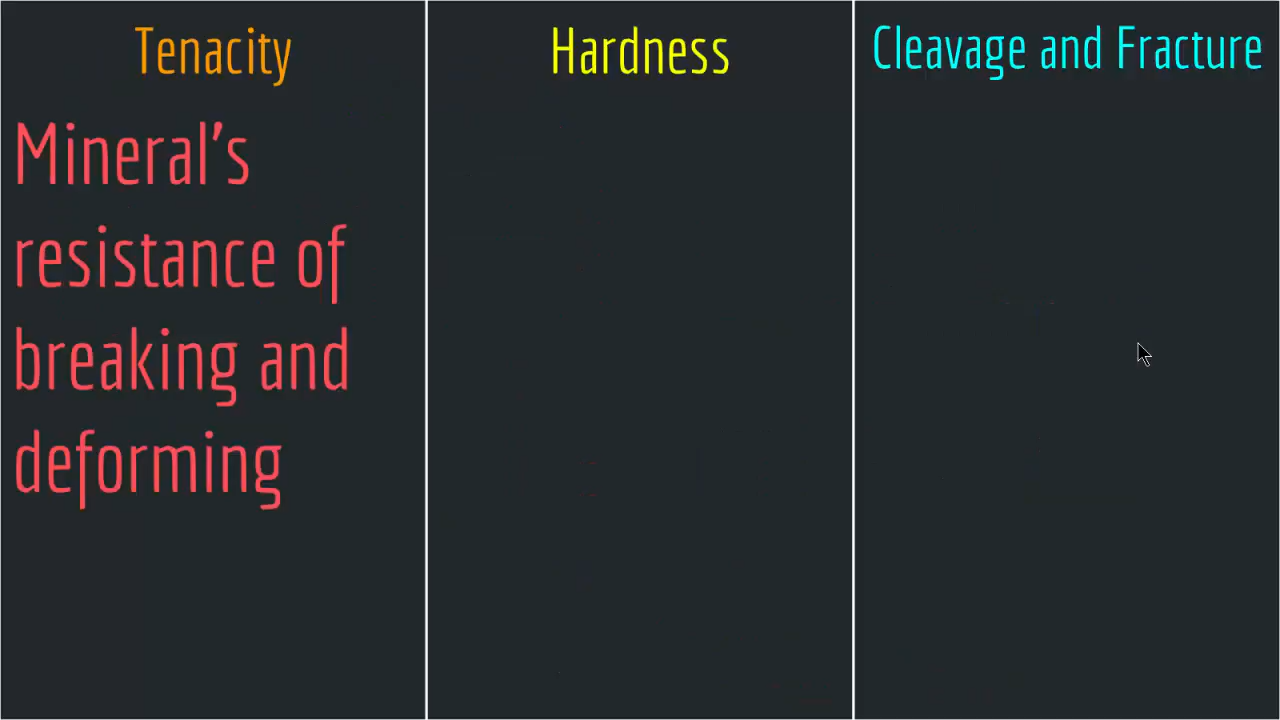 Tenacity
Mineral's
resistance of
breaking and
deforming
Hardness
Cleavage and Fracture